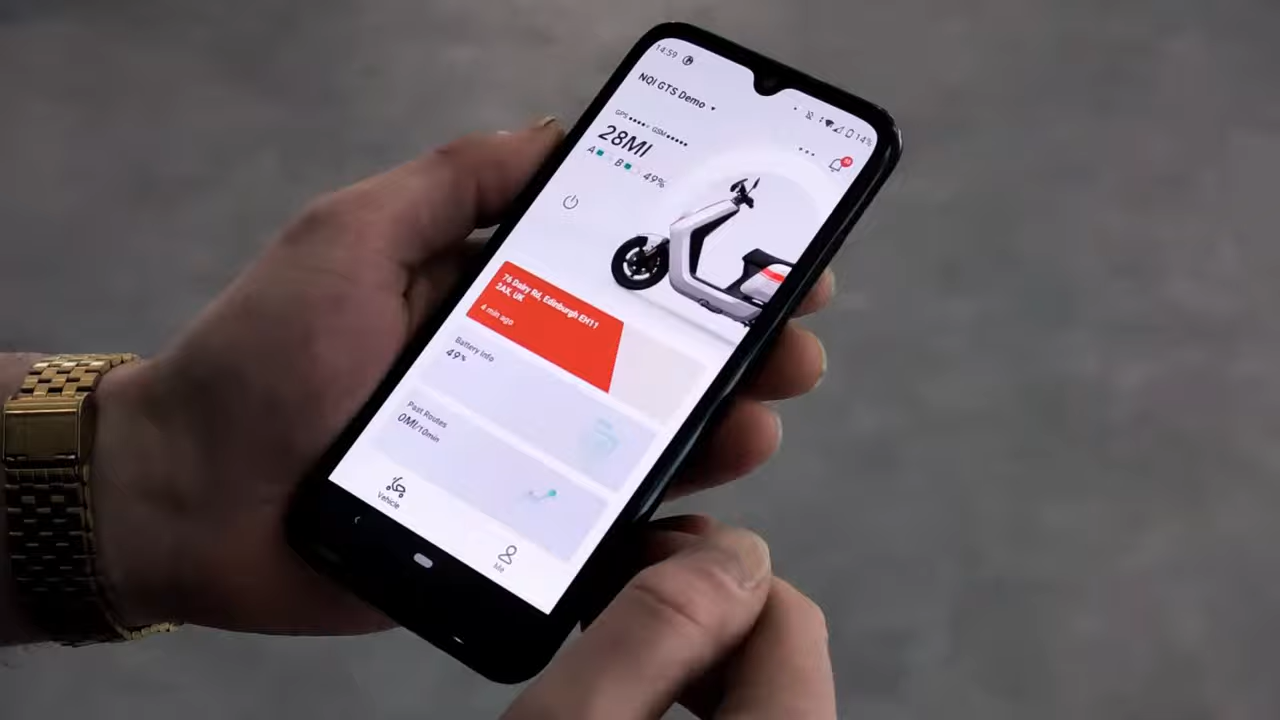 14:59
14%
NQI GTS Demo
GPS GSM
28MI
A B 49%
76 Dalry Rd, Edinburgh EH11
2AX, UK
4 min ago
Battery Info
49%
Past Routes
0MI/10min
Vehicle
Me